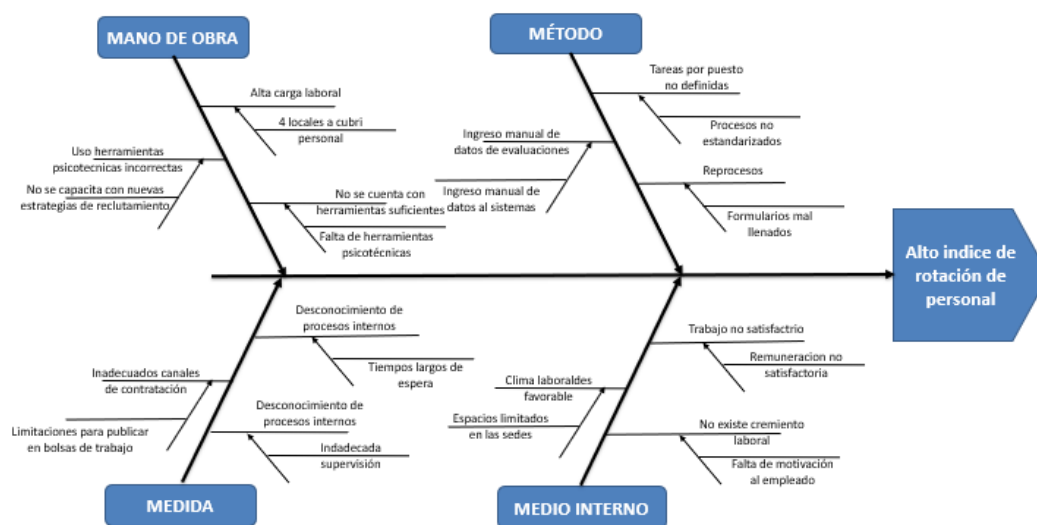 MANO DE OBRA
MÉTODO
Alta carga laboral
4 locales a cubri
personal
Uso herramientas
psicotecnicas incorrectas
No se capacita con nuevas
estrategias de reclutamiento
No se cuenta con
herramientas suficientes
Falta de herramientas
psicotécnicas
Tareas por puesto
no definidas
Procesos no
estandarizados
Ingreso manual de
datos de evaluaciones
Ingreso manual de
datos al sistemas
Reprocesos
Formularios mal
llenados
Alto indice de
rotación de
personal
Desconocimiento de
procesos internos
Tiempos largos de
espera
Inadecuados canales
de contratación
Limitaciones para publicar
en bolsas de trabajo
Desconocimiento de
procesos internos
Indadecada
supervisión
Trabajo no satisfactrio
Remuneracion no
satisfactoria
Clima laboraldes
favorable
Espacios limitados
en las sedes
No existe cremiento
laboral
Falta de motivación
al empleado
MEDIDA
MEDIO INTERNO